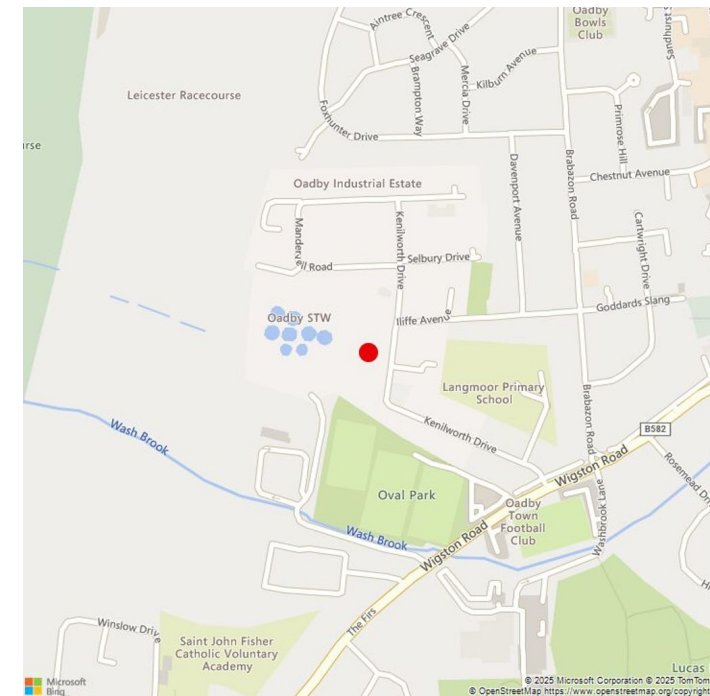 Aintree Crescent
Oadby
Bowls
Club
Sandhurst
Seagrave Drive
Kilburn Avenue
Leicester Racecourse
Brampton Way
Mercia Drive
Foxhunter Drive
Primrose Hill
Chestnut Avenue
Oadby Industrial Estate
Davenport Avenue
Brabazon Road
Cartwright Drive
Mandervell Road
Kenilworth Drive
Selbury Drive
Goddards Slang
Iliffe Avenue
Oadby STW
Langmoor Primary
School
Brabazon Road
Kenilworth Drive
B582
Wash Brook
Wigston Road
Oval Park
Oadby
Town
Football
Club
Washbrook Lane
Wash Brook
Wigston Road
The Firs
Winslow Drive
Saint John Fisher
Catholic Voluntary
Academy
Lucas
Microsoft
Bing
© 2025 Microsoft Corporation © 2025 TomTom
© OpenStreetMap https://www.openstreetmap.org/copyright